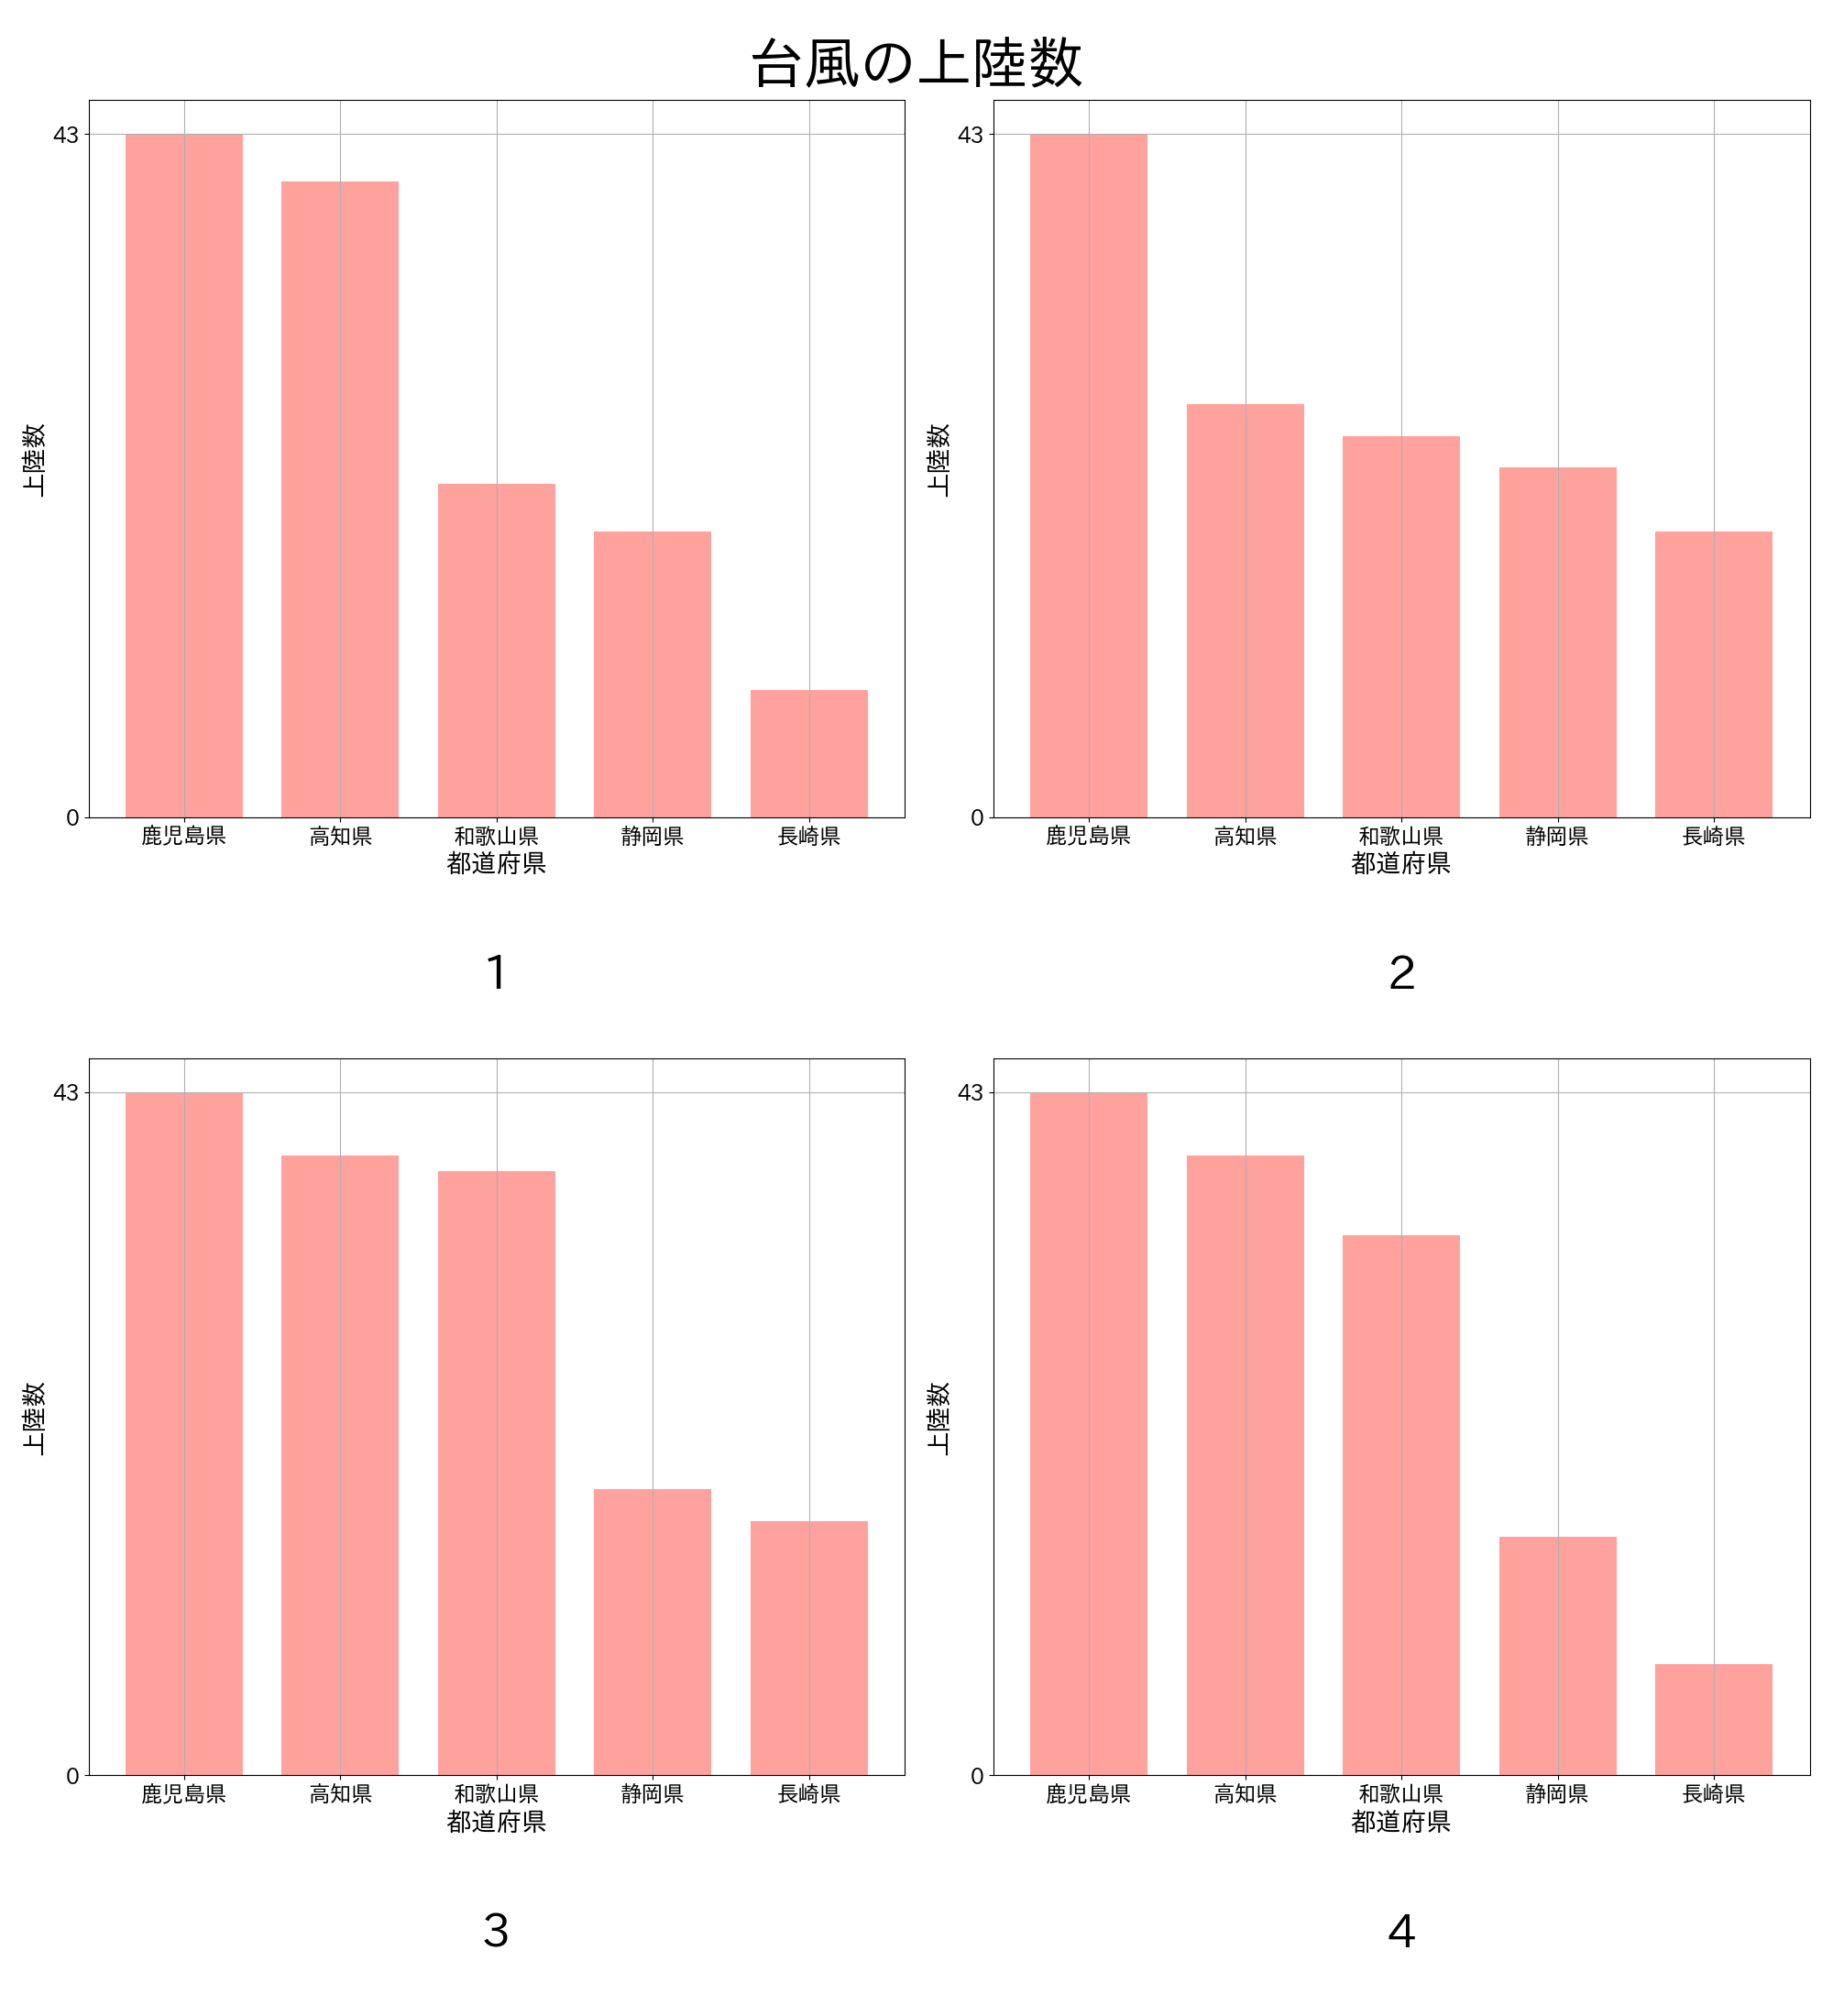 台風の上陸数
43
0
上陸数
鹿児島県 高知県 和歌山県 静岡県 長崎県
都道府県
1
43
0
上陸数
鹿児島県 高知県 和歌山県 静岡県 長崎県
都道府県
2
43
0
上陸数
鹿児島県 高知県 和歌山県 静岡県 長崎県
都道府県
3
43
0
上陸数
鹿児島県 高知県 和歌山県 静岡県 長崎県
都道府県
4